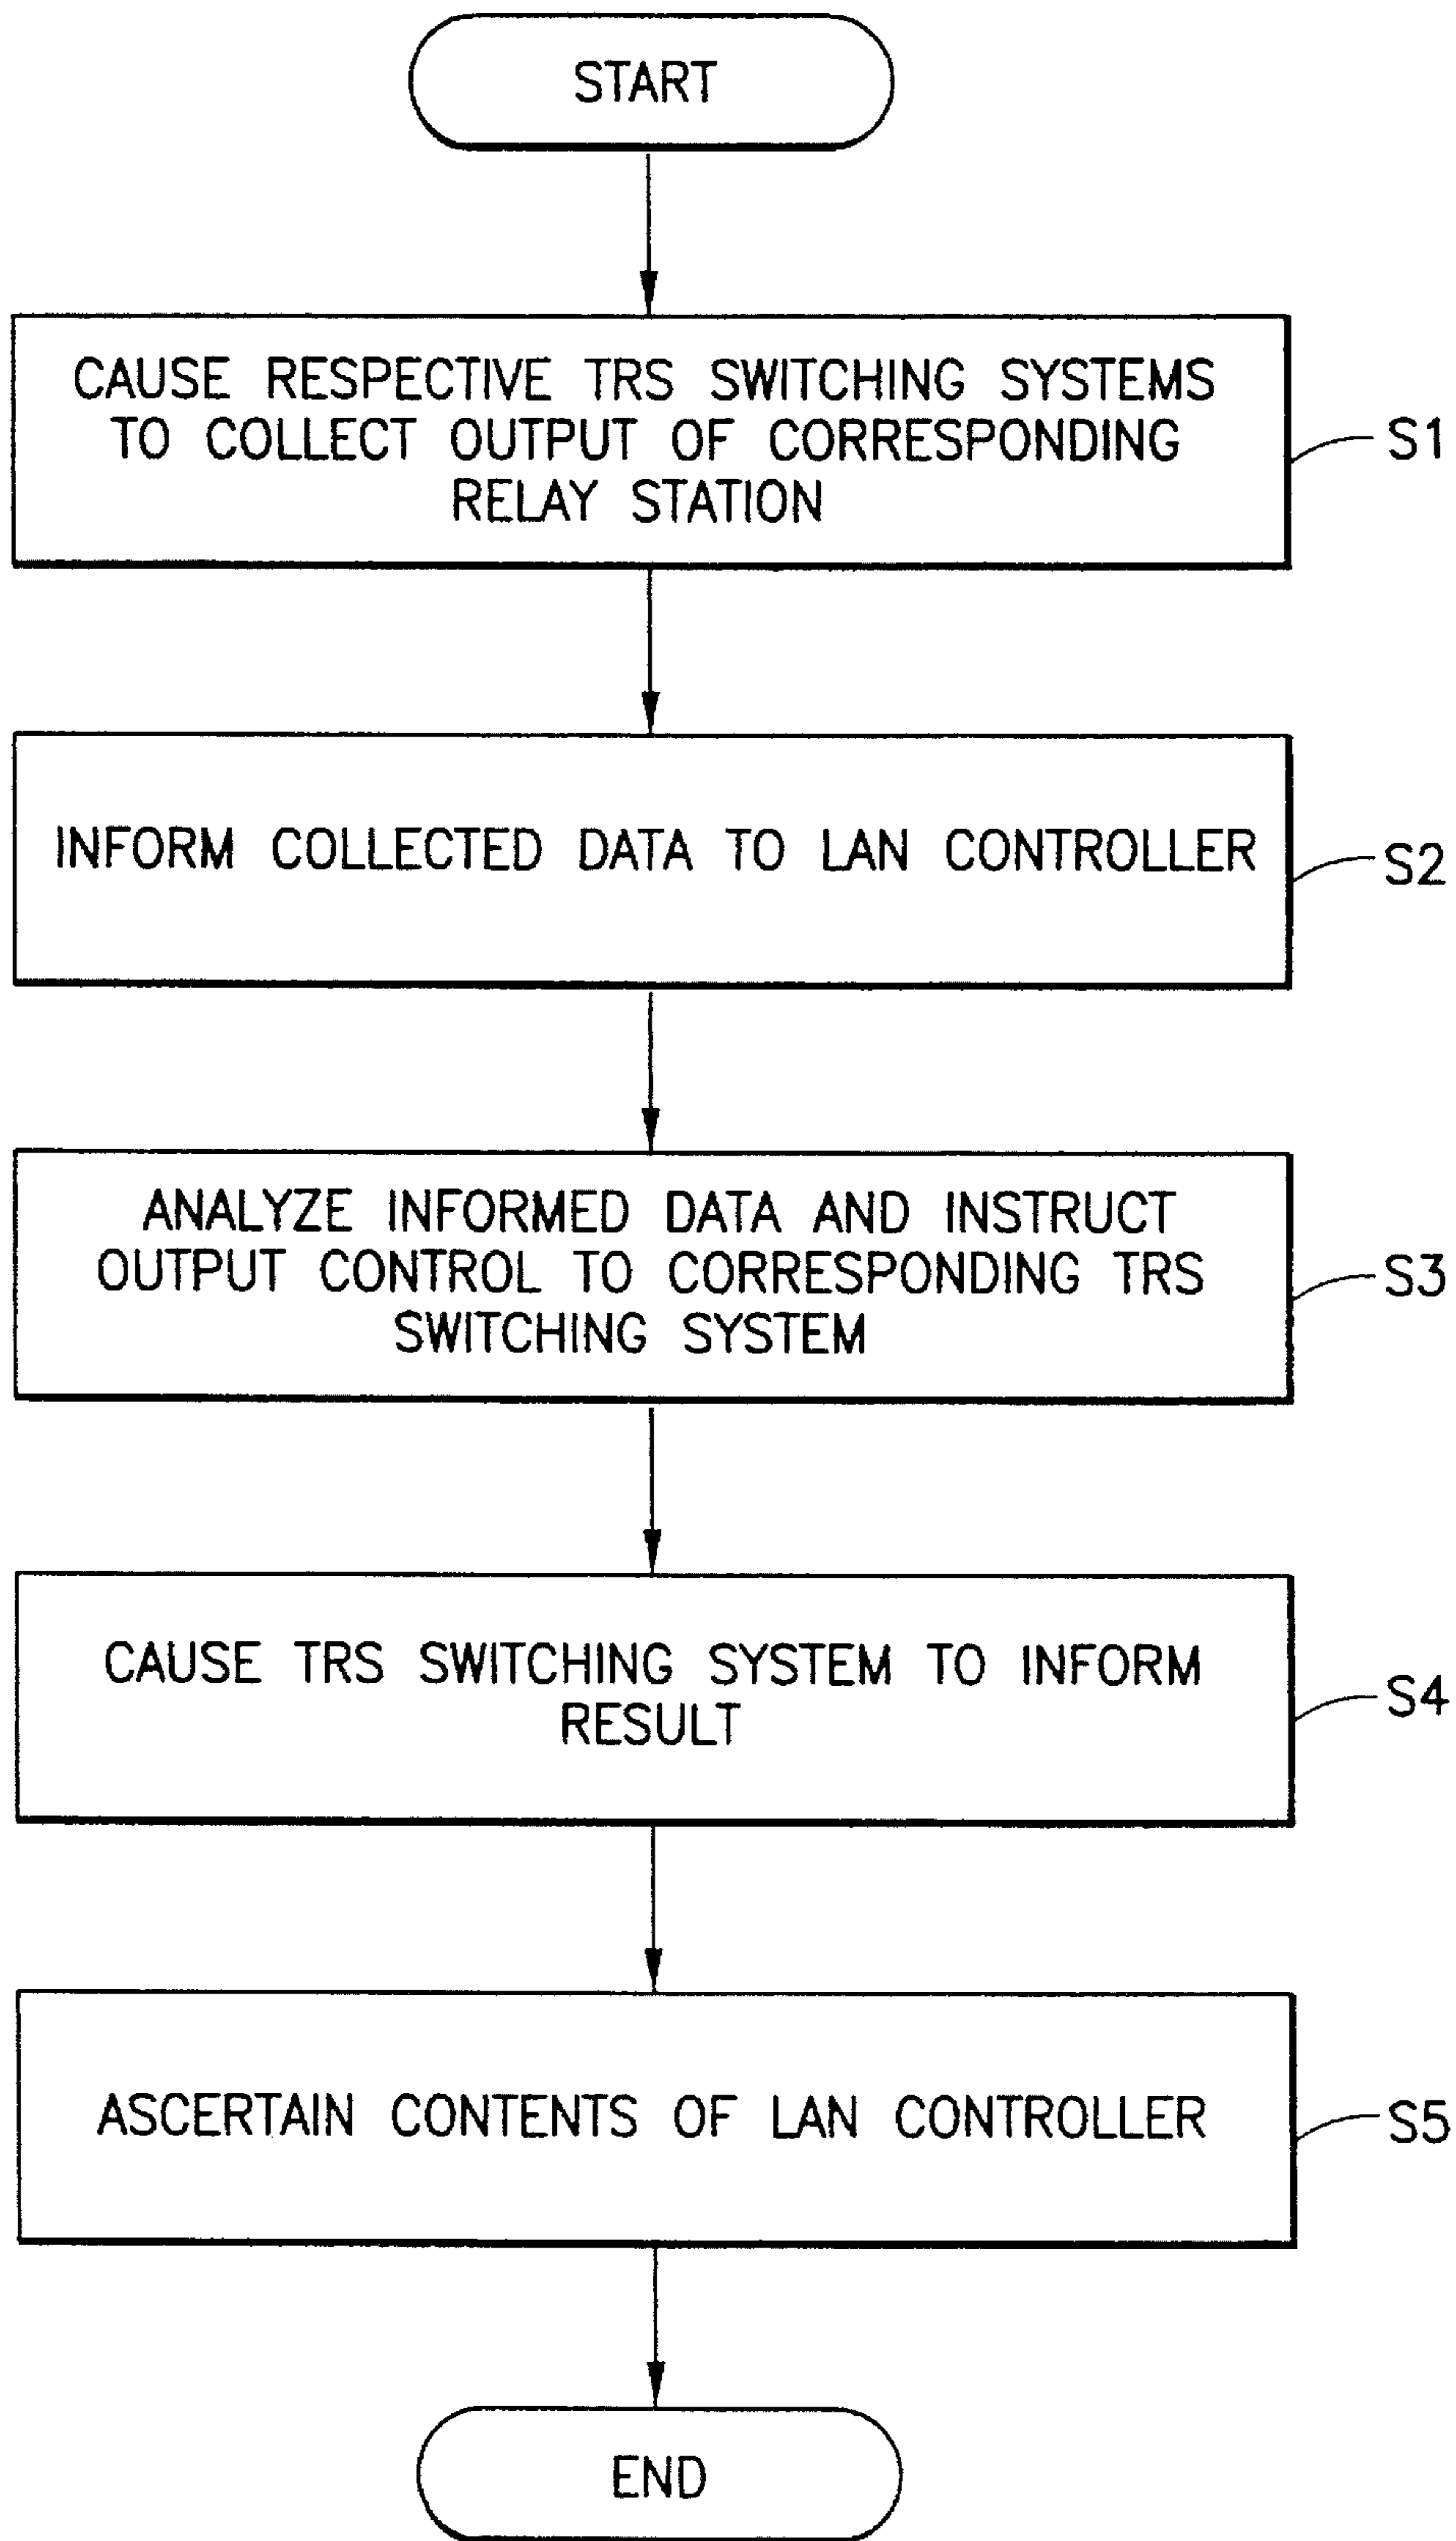 START
CAUSE RESPECTIVE TRS SWITCHING SYSTEMS
TO COLLECT OUTPUT OF CORRESPONDING
RELAY STATION
S1
INFORM COLLECTED DATA TO LAN CONTROLLER
S2
ANALYZE INFORMED DATA AND INSTRUCT
OUTPUT CONTROL TO CORRESPONDING TRS
SWITCHING SYSTEM
S3
CAUSE TRS SWITCHING SYSTEM TO INFORM
RESULT
S4
ASCERTAIN CONTENTS OF LAN CONTROLLER
S5
END